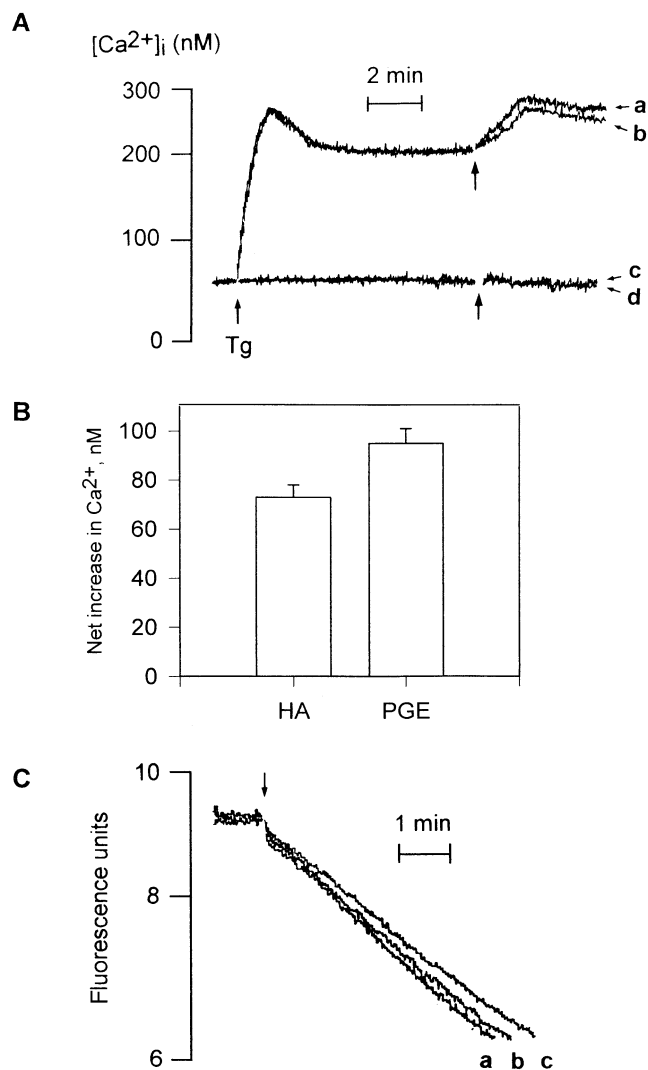 A
[Ca2+]i (nM)
2 min
300
200
100
0
a
b
c
d
Tg
B
Net increase in Ca2+, nM
100
80
60
40
20
0
HA
PGE
C
Fluorescence units
10
8
6
1 min
a b c